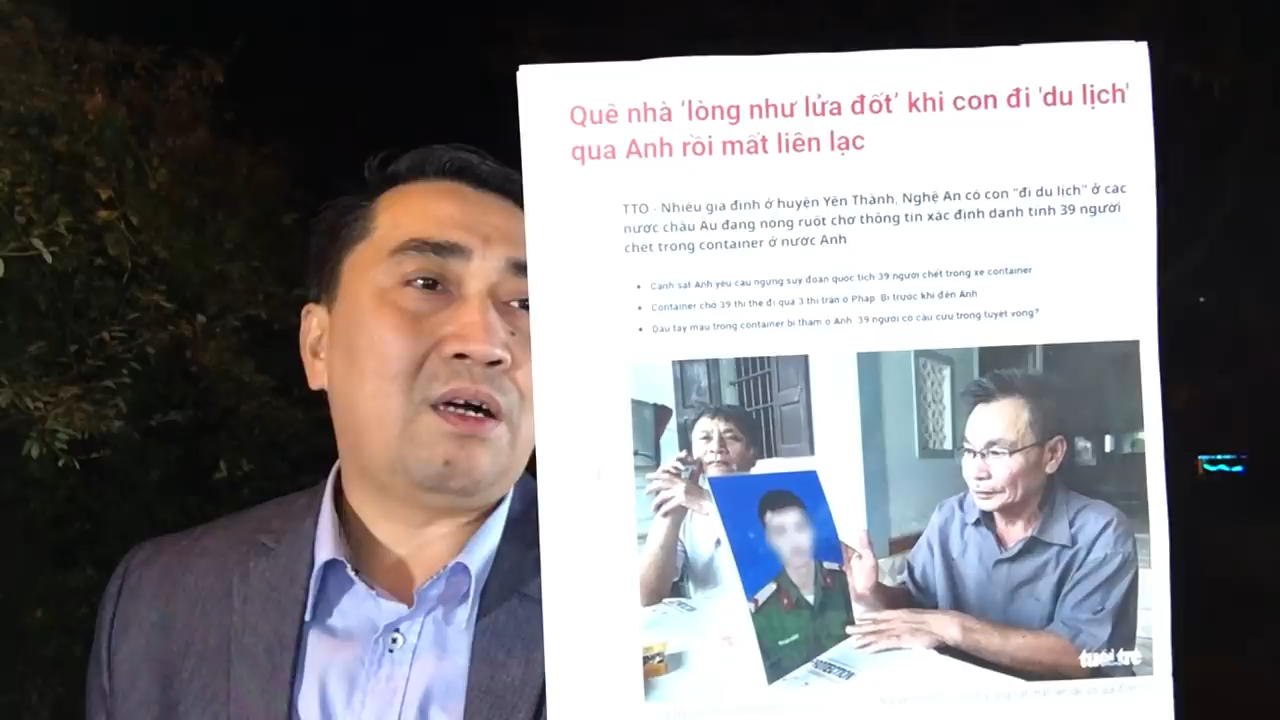 Quê nhà 'lòng như lửa đốt' khi con đi 'du lịch'
qua Anh rồi mất liên lạc
TTO - Nhiều gia đình ở huyện Yên Thành, Nghệ An có con "đi du lịch" ở các
nước châu Âu đang nóng ruột chờ thông tin xác định danh tính 39 người
chết trong container ở nước Anh
Cảnh sát Anh yêu cầu ngừng suy đoán quốc tịch 39 người chết trong xe container
Container chở 39 thi thể đi qua 3 thị trấn ở Pháp, Bỉ trước khi đến Anh
Dấu tay máu trong container bi thảm ở Anh: 39 người có cầu cứu trong tuyệt vọng?
tuổi trẻ